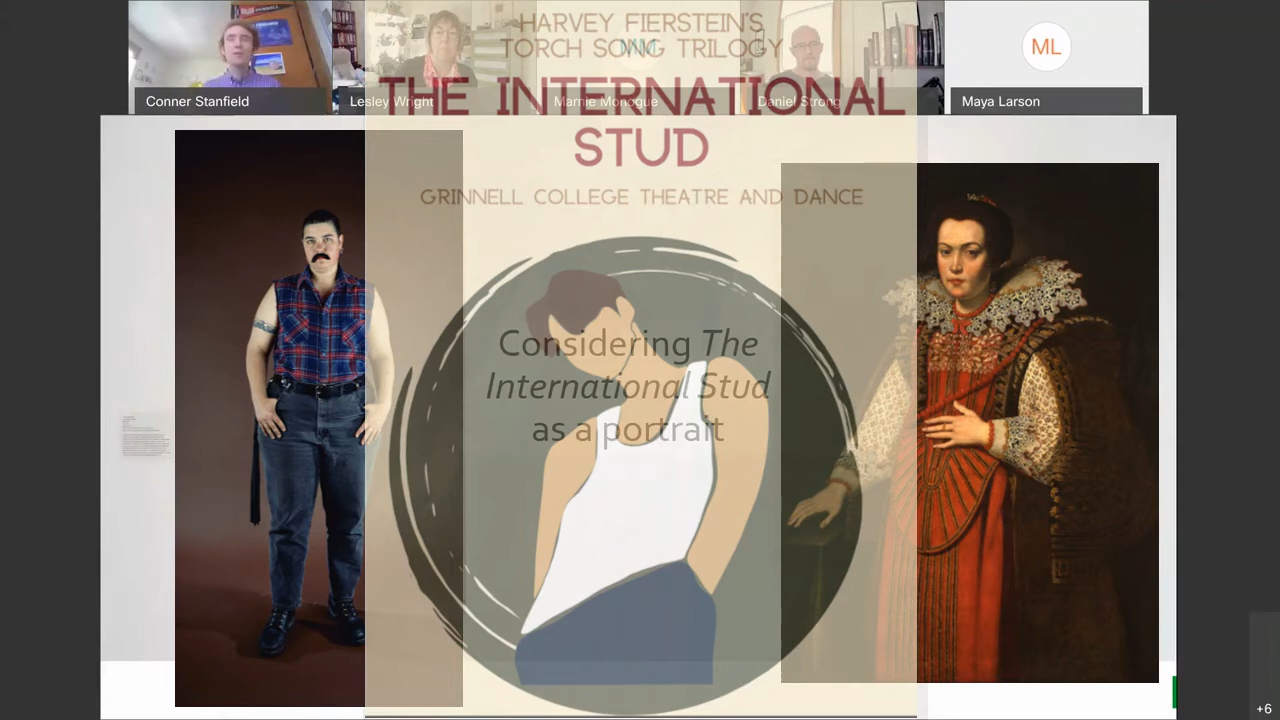 HARVEY FIERSTEIN'S
TORCH SONG TRILOGY
THE INTERNATIONAL
STUD
GRINNELL COLLEGE THEATRE AND DANCE
Conner Stanfield
Lesley Wright
Marnie Monogue
Daniel Strong
ML
Maya Larson
Considering The
International Stud
as a portrait
+6